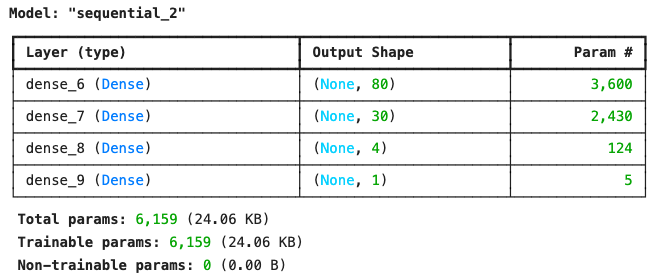 Model: "sequential_2"
Layer (type) Output Shape Param #
dense_6 (Dense) (None, 80) 3,600
dense_7 (Dense) (None, 30) 2,430
dense_8 (Dense) (None, 4) 124
dense_9 (Dense) (None, 1) 5
Total params: 6,159 (24.06 KB)
Trainable params: 6,159 (24.06 KB)
Non-trainable params: 0 (0.00 B)